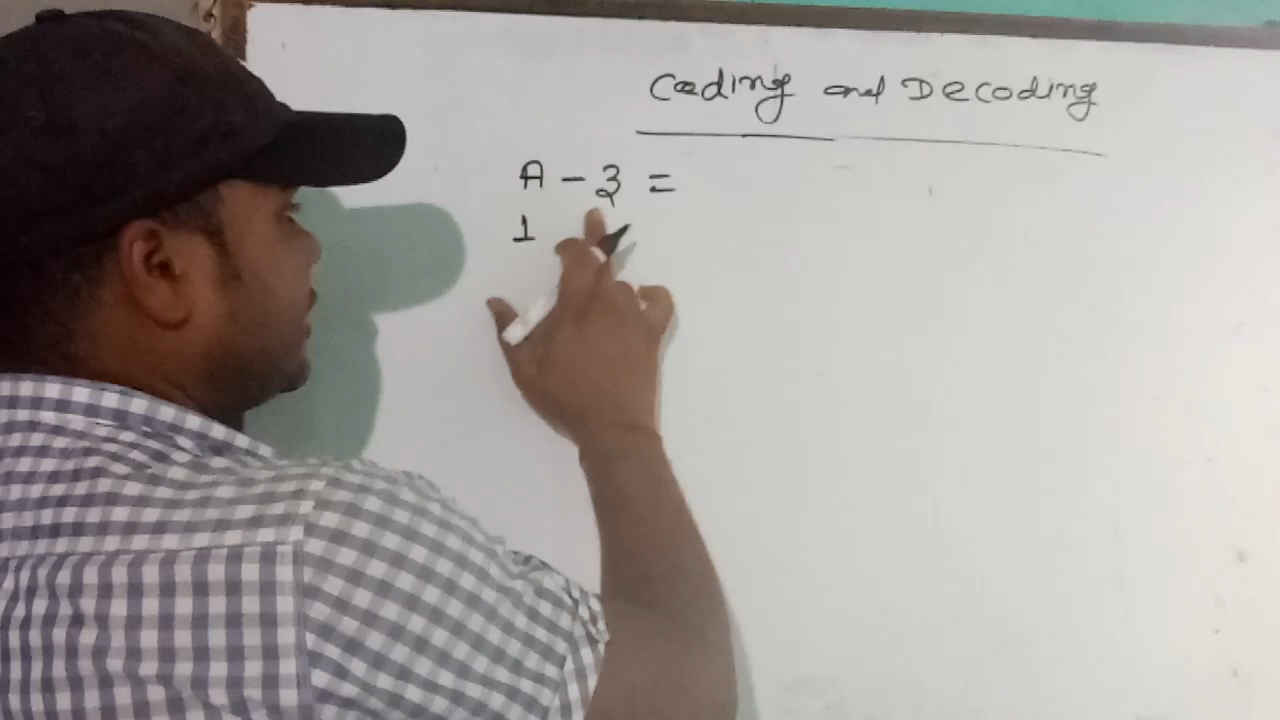 Coding and Decoding
A - 3 =
1